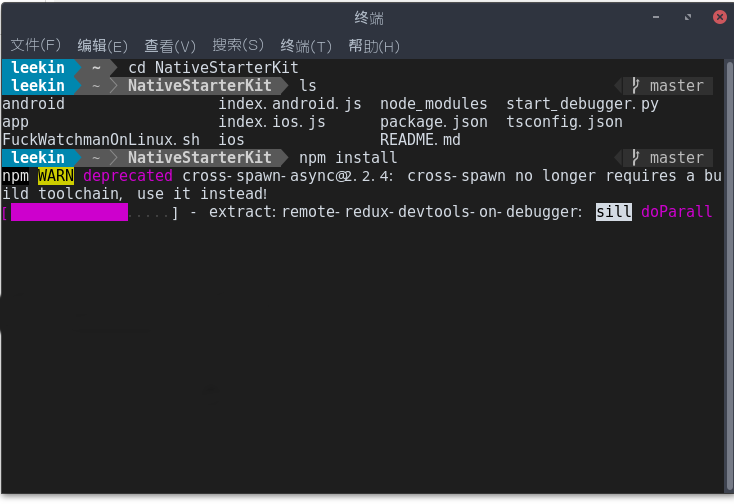 终端
文件(F) 编辑(E) 查看(V) 搜索(S) 终端(T) 帮助(H)
leekin ~ cd NativeStarterKit
leekin ~ NativeStarterKit ls master
android index.android.js node_modules start_debugger.py
app index.ios.js package.json tsconfig.json
FuckWatchmanOnLinux.sh ios README.md
leekin ~ NativeStarterKit npm install master
npm WARN deprecated cross-spawn-async@2.2.4: cross-spawn no longer requires a bu
ild toolchain, use it instead!
[ .....] - extract:remote-redux-devtools-on-debugger: sill doParall